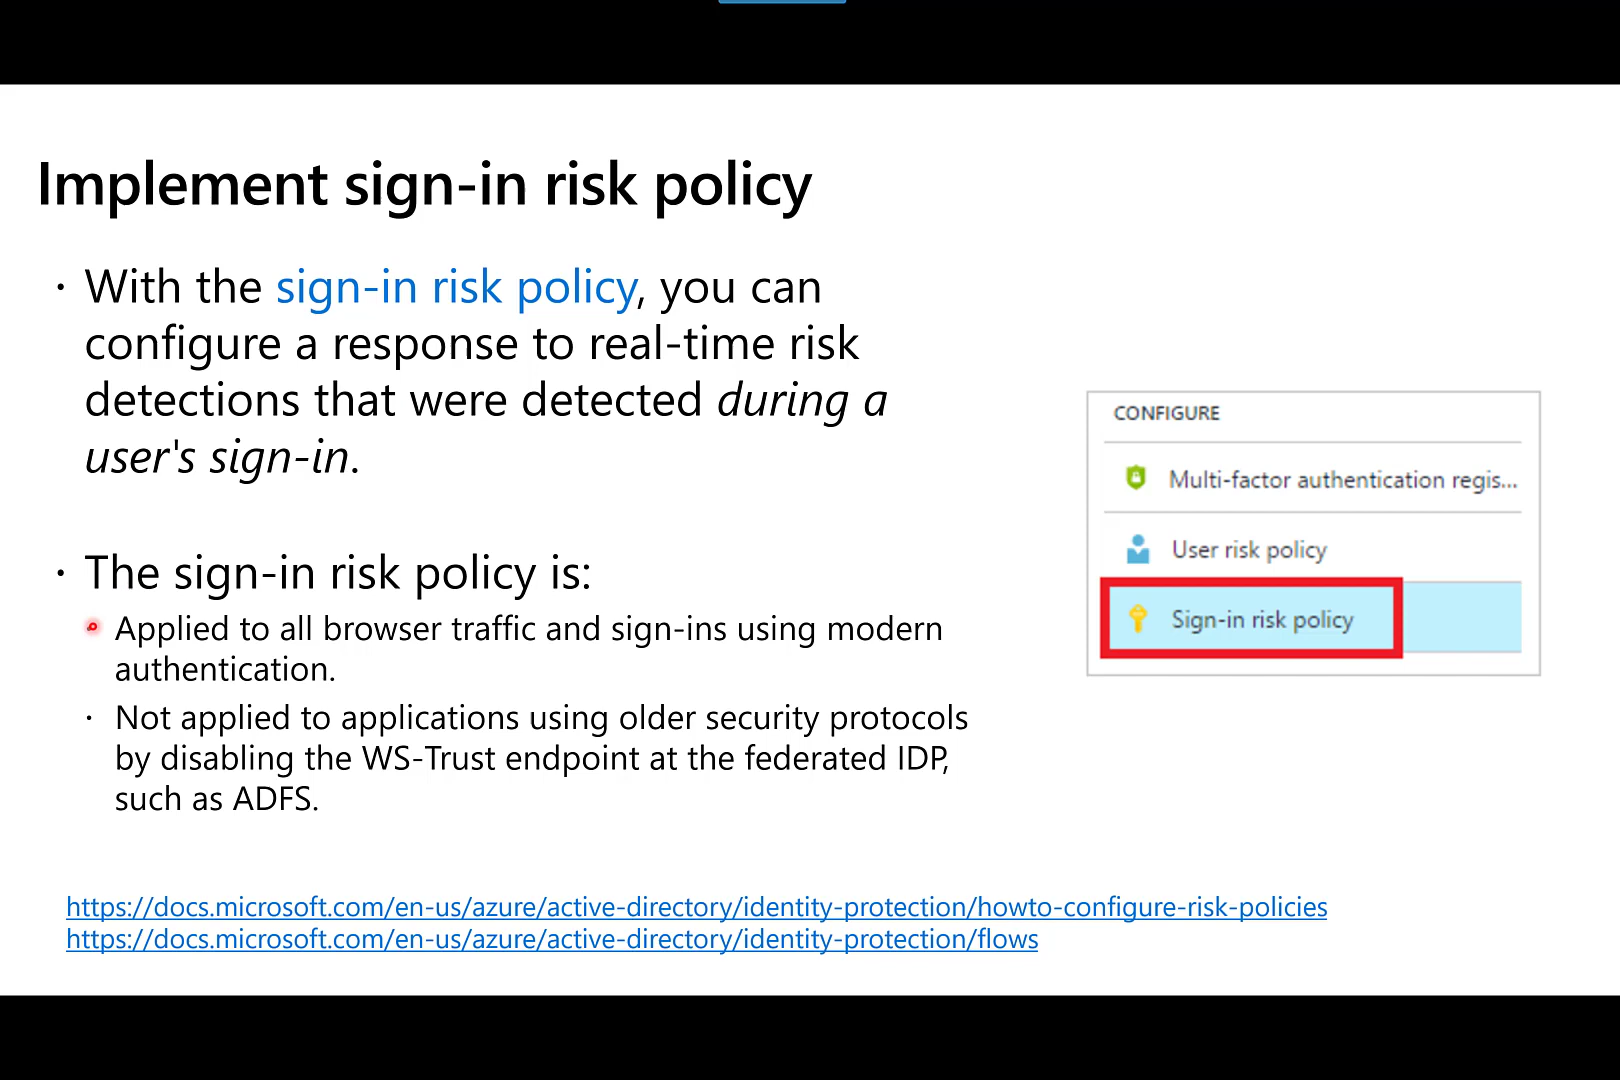 Implement sign-in risk policy
· With the sign-in risk policy, you can
configure a response to real-time risk
detections that were detected during a
user's sign-in.
· The sign-in risk policy is:
Applied to all browser traffic and sign-ins using modern
authentication.
· Not applied to applications using older security protocols
by disabling the WS-Trust endpoint at the federated IDP,
such as ADFS.
CONFIGURE
Multi-factor authentication regis...
User risk policy
Sign-in risk policy
https://docs.microsoft.com/en-us/azure/active-directory/identity-protection/howto-configure-risk-policies
https://docs.microsoft.com/en-us/azure/active-directory/identity-protection/flows